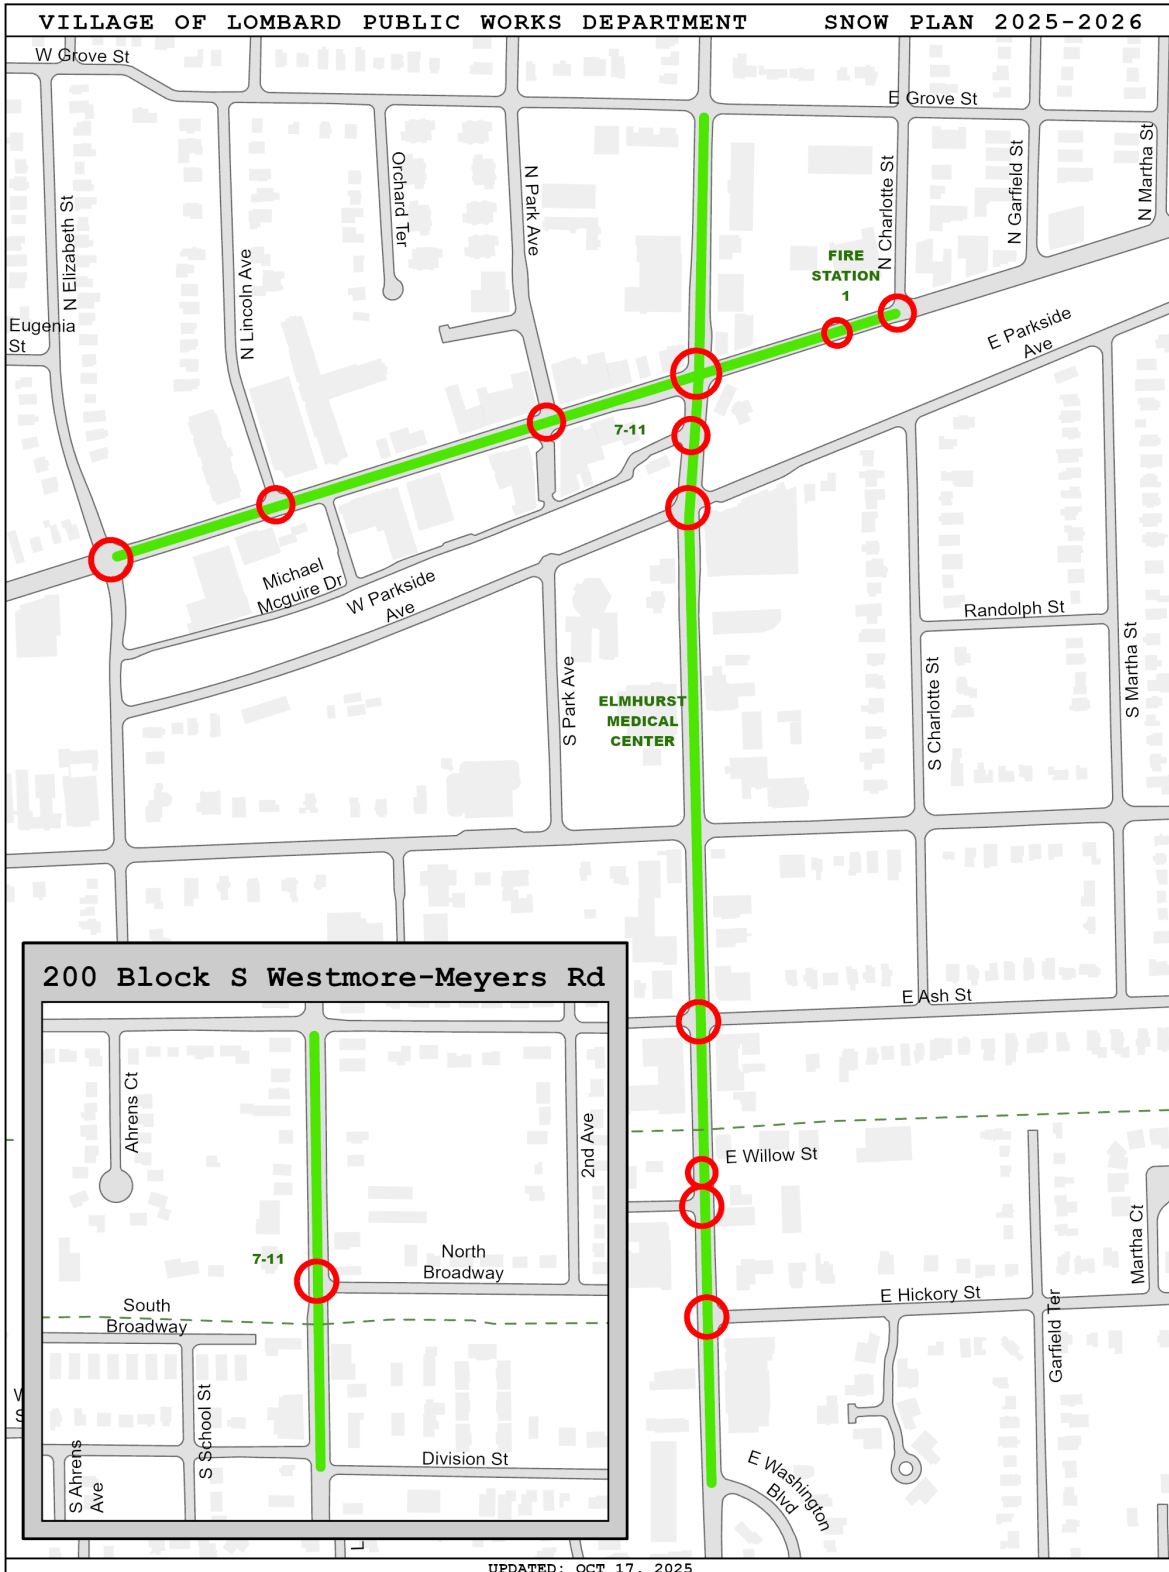 VILLAGE OF LOMBARD PUBLIC WORKS DEPARTMENT SNOW PLAN 2025-2026
W Grove St
E Grove St
N Elizabeth St
Eugenia
St
N Lincoln Ave
Orchard Ter
N Park Ave
N Charlotte St
N Garfield St
N Martha St
FIRE
STATION
1
E Parkside
Ave
7-11
Michael
Mcguire Dr
W Parkside
Ave
Randolph St
S Park Ave
ELMHURST
MEDICAL
CENTER
S Charlotte St
S Martha St
E Ash St
E Willow St
Martha Ct
E Hickory St
Garfield Ter
E Washington
Blvd
200 Block S Westmore-Meyers Rd
Ahrens Ct
2nd Ave
7-11
North
Broadway
South
Broadway
S School St
Division St
S Ahrens
Ave
UPDATED: OCT 17, 2025